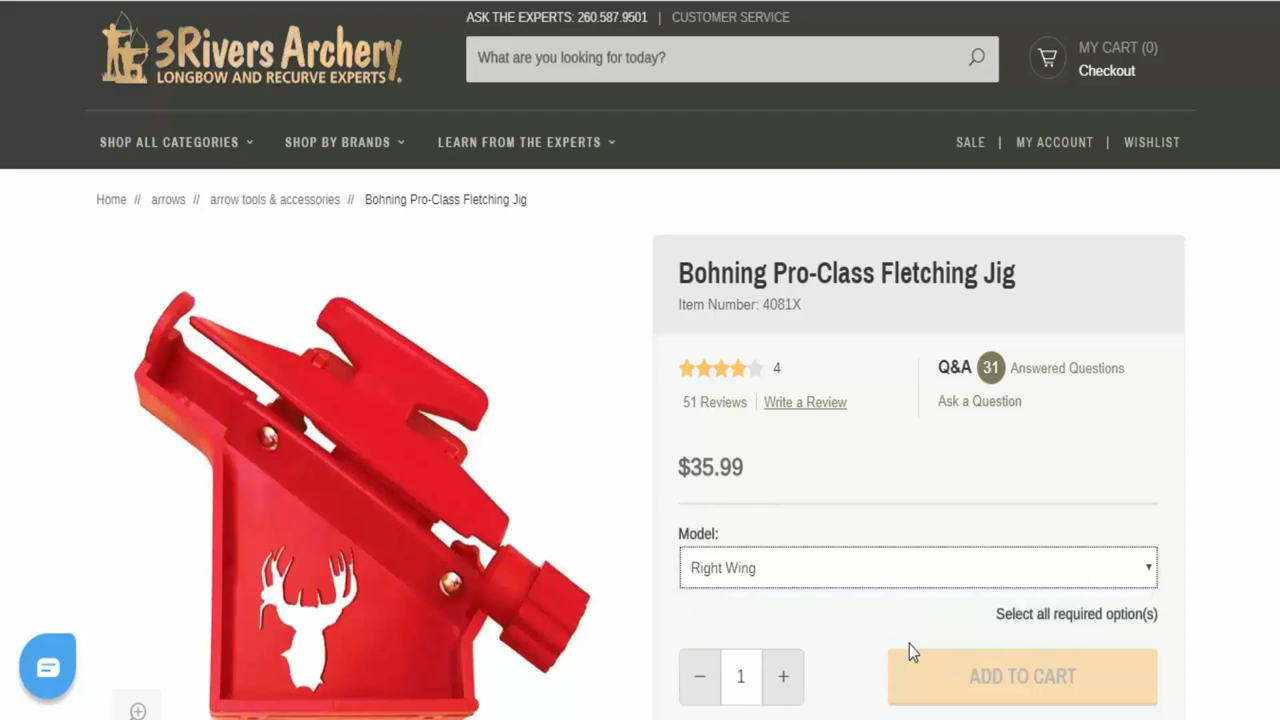 ASK THE EXPERTS: 260.587.9501 | CUSTOMER SERVICE
3Rivers Archery
LONGBOW AND RECURVE EXPERTS.
What are you looking for today?
MY CART (0)
Checkout
SHOP ALL CATEGORIES SHOP BY BRANDS LEARN FROM THE EXPERTS SALE | MY ACCOUNT | WISHLIST
Home // arrows // arrow tools & accessories // Bohning Pro-Class Fletching Jig
Bohning Pro-Class Fletching Jig
Item Number: 4081X
4
51 Reviews | Write a Review
Q&A 31 Answered Questions
Ask a Question
$35.99
Model:
Right Wing
Select all required option(s)
− 1 +
ADD TO CART